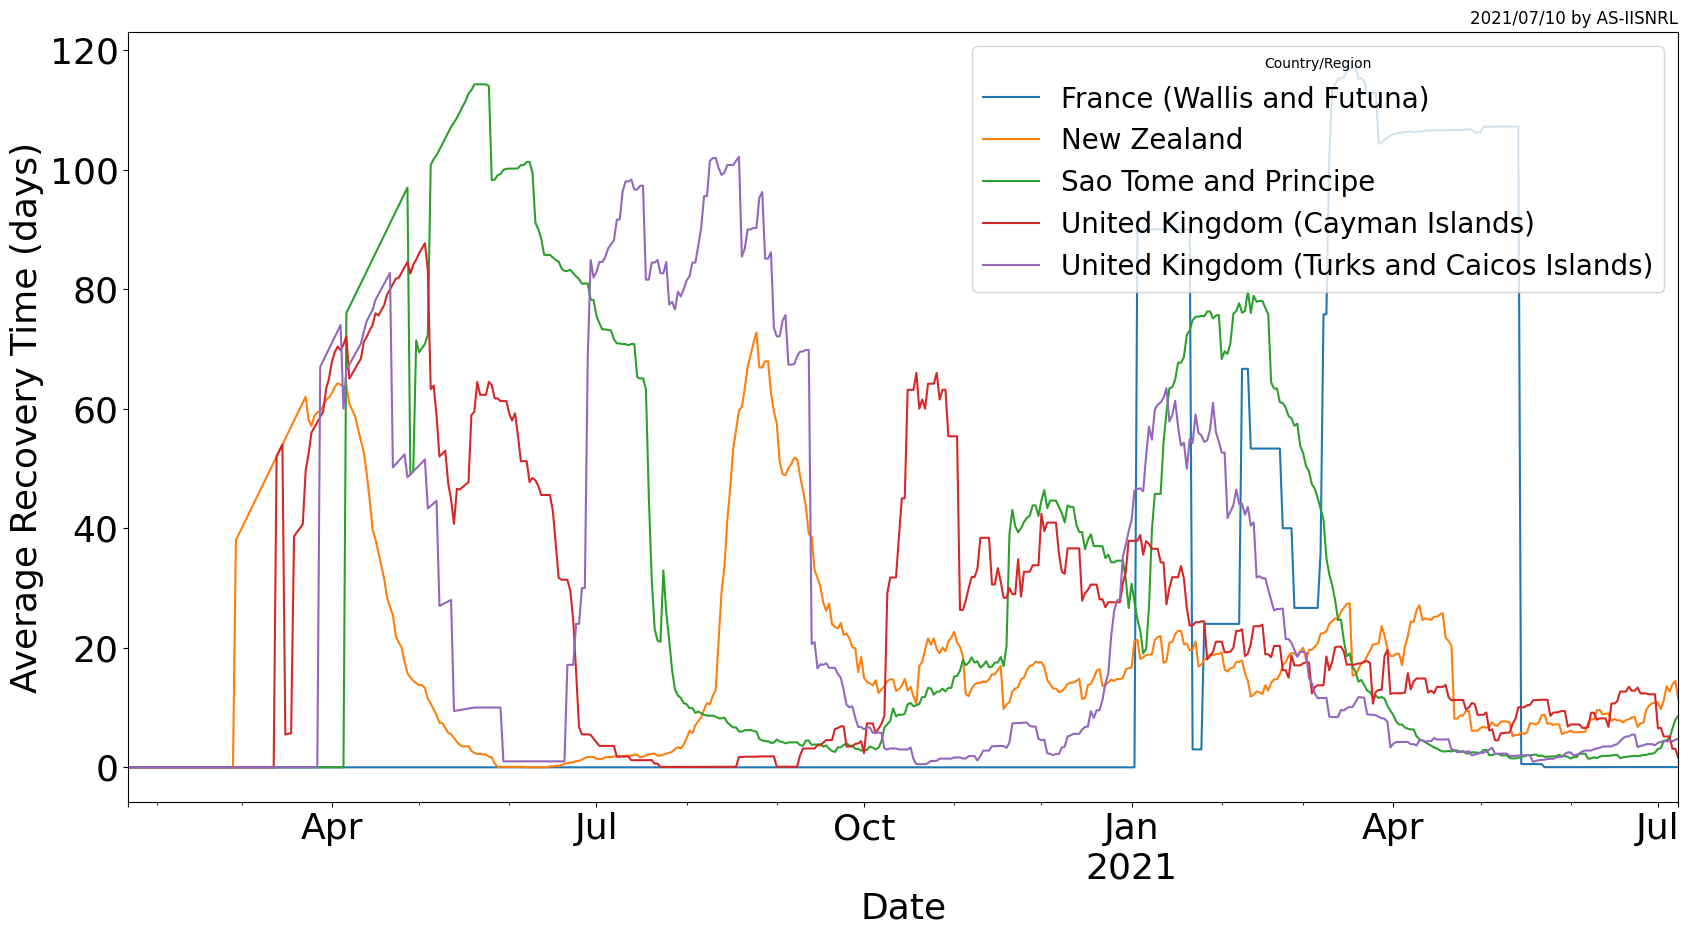 2021/07/10 by AS-IISNRL
120
100
80
60
40
20
0
Average Recovery Time (days)
Country/Region
France (Wallis and Futuna)
New Zealand
Sao Tome and Principe
United Kingdom (Cayman Islands)
United Kingdom (Turks and Caicos Islands)
Apr Jul Oct Jan Apr Jul
2021
Date